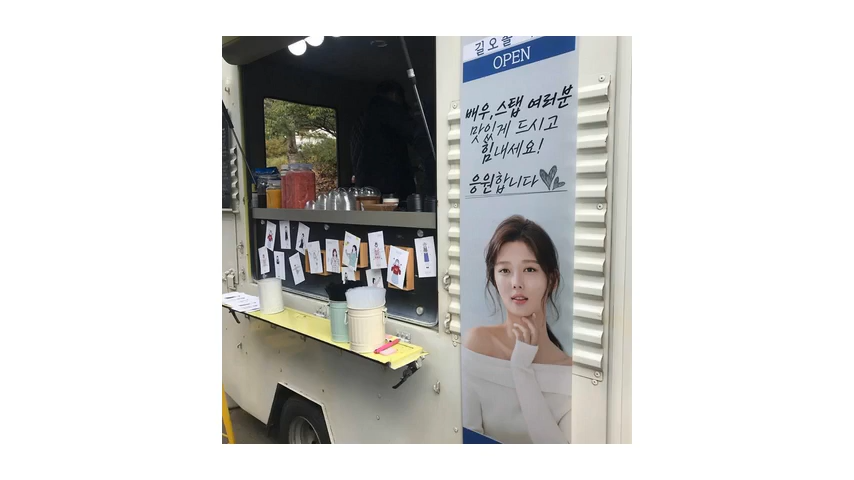 길오솔
OPEN
배우,스탭 여러분
맛있게 드시고
힘내세요!
응원합니다